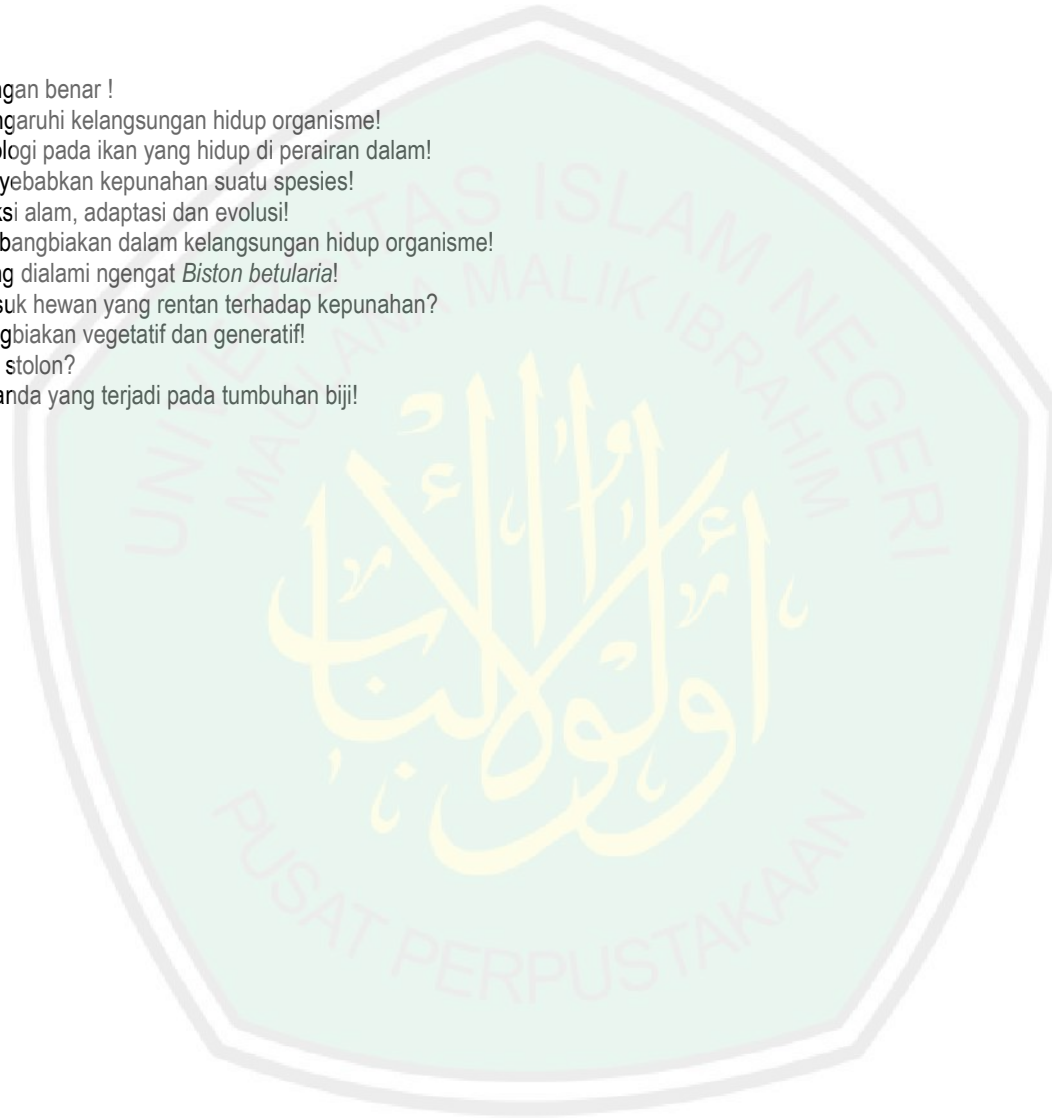 ngan benar !
ngaruhi kelangsungan hidup organisme!
ologi pada ikan yang hidup di perairan dalam!
yebabkan kepunahan suatu spesies!
ksi alam, adaptasi dan evolusi!
bangbiakan dalam kelangsungan hidup organisme!
ng dialami ngengat Biston betularia!
suk hewan yang rentan terhadap kepunahan?
gbiakan vegetatif dan generatif!
stolon?
anda yang terjadi pada tumbuhan biji!
UNIVERSITAS ISLAM NEGERI
MAULANA MALIK IBRAHIM
أولوا الألباب
PUSAT PERPUSTAKAAN